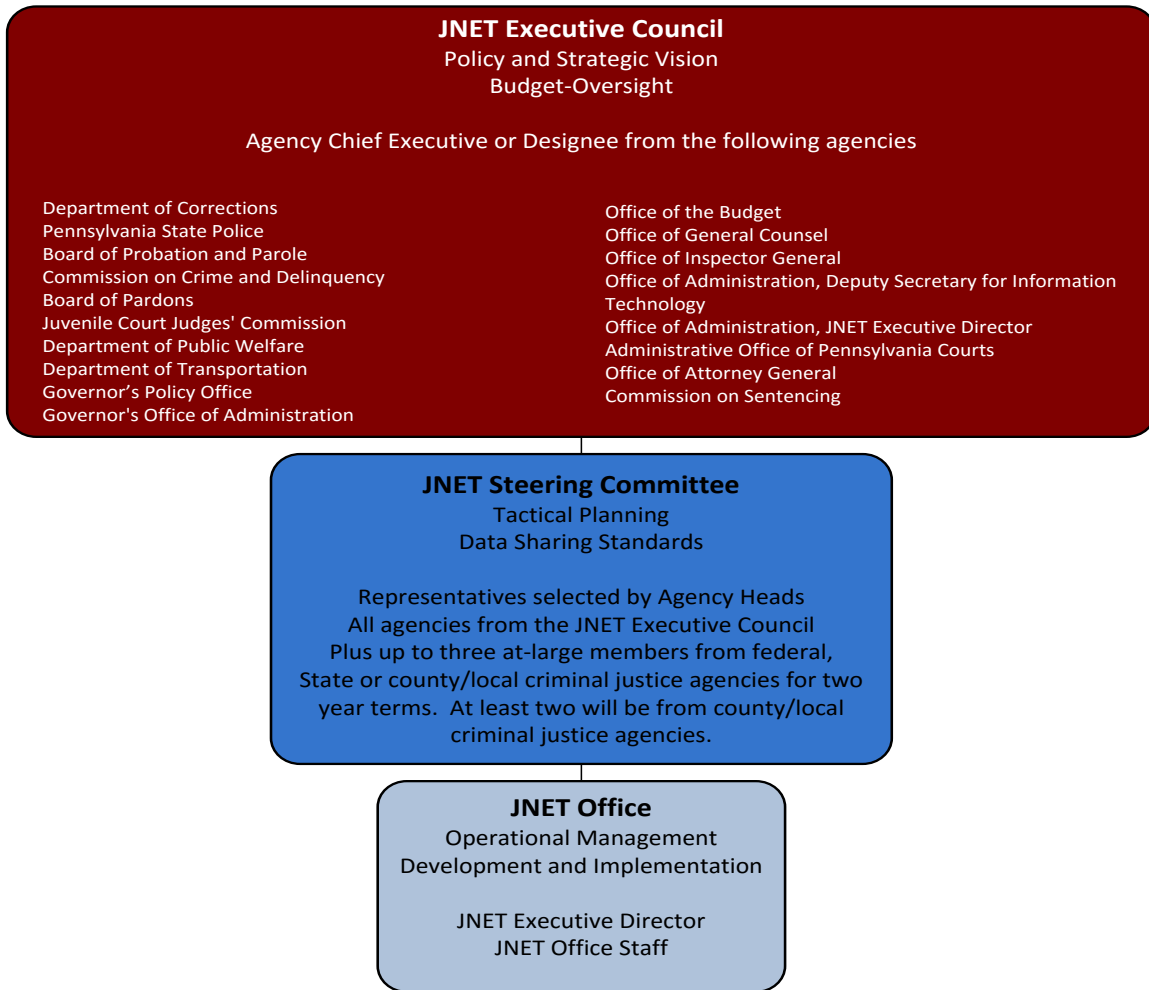 JNET Executive Council
Policy and Strategic Vision
Budget-Oversight
Agency Chief Executive or Designee from the following agencies
Department of Corrections
Pennsylvania State Police
Board of Probation and Parole
Commission on Crime and Delinquency
Board of Pardons
Juvenile Court Judges' Commission
Department of Public Welfare
Department of Transportation
Governor’s Policy Office
Governor's Office of Administration
Office of the Budget
Office of General Counsel
Office of Inspector General
Office of Administration, Deputy Secretary for Information
Technology
Office of Administration, JNET Executive Director
Administrative Office of Pennsylvania Courts
Office of Attorney General
Commission on Sentencing
JNET Steering Committee
Tactical Planning
Data Sharing Standards
Representatives selected by Agency Heads
All agencies from the JNET Executive Council
Plus up to three at-large members from federal,
State or county/local criminal justice agencies for two
year terms.  At least two will be from county/local
criminal justice agencies.
JNET Office
Operational Management
Development and Implementation
JNET Executive Director
JNET Office Staff